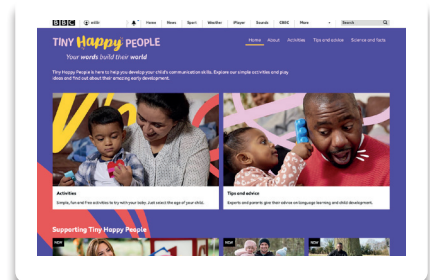 BBC
Home News Sport Weather iPlayer Sounds CBBC More Search
TINY Happy PEOPLE
Home About Activities Tips and advice Science and facts
Your words build their world
Tiny Happy People is here to help you develop your child's communication skills. Explore our simple activities and play
ideas and find out about their amazing early development.
Activities
Simple, fun and free activities to try with your baby. Just select the age of your child.
Tips and advice
Experts and parents give their advice on language learning and child development.
Supporting Tiny Happy People
NEW NEW NEW